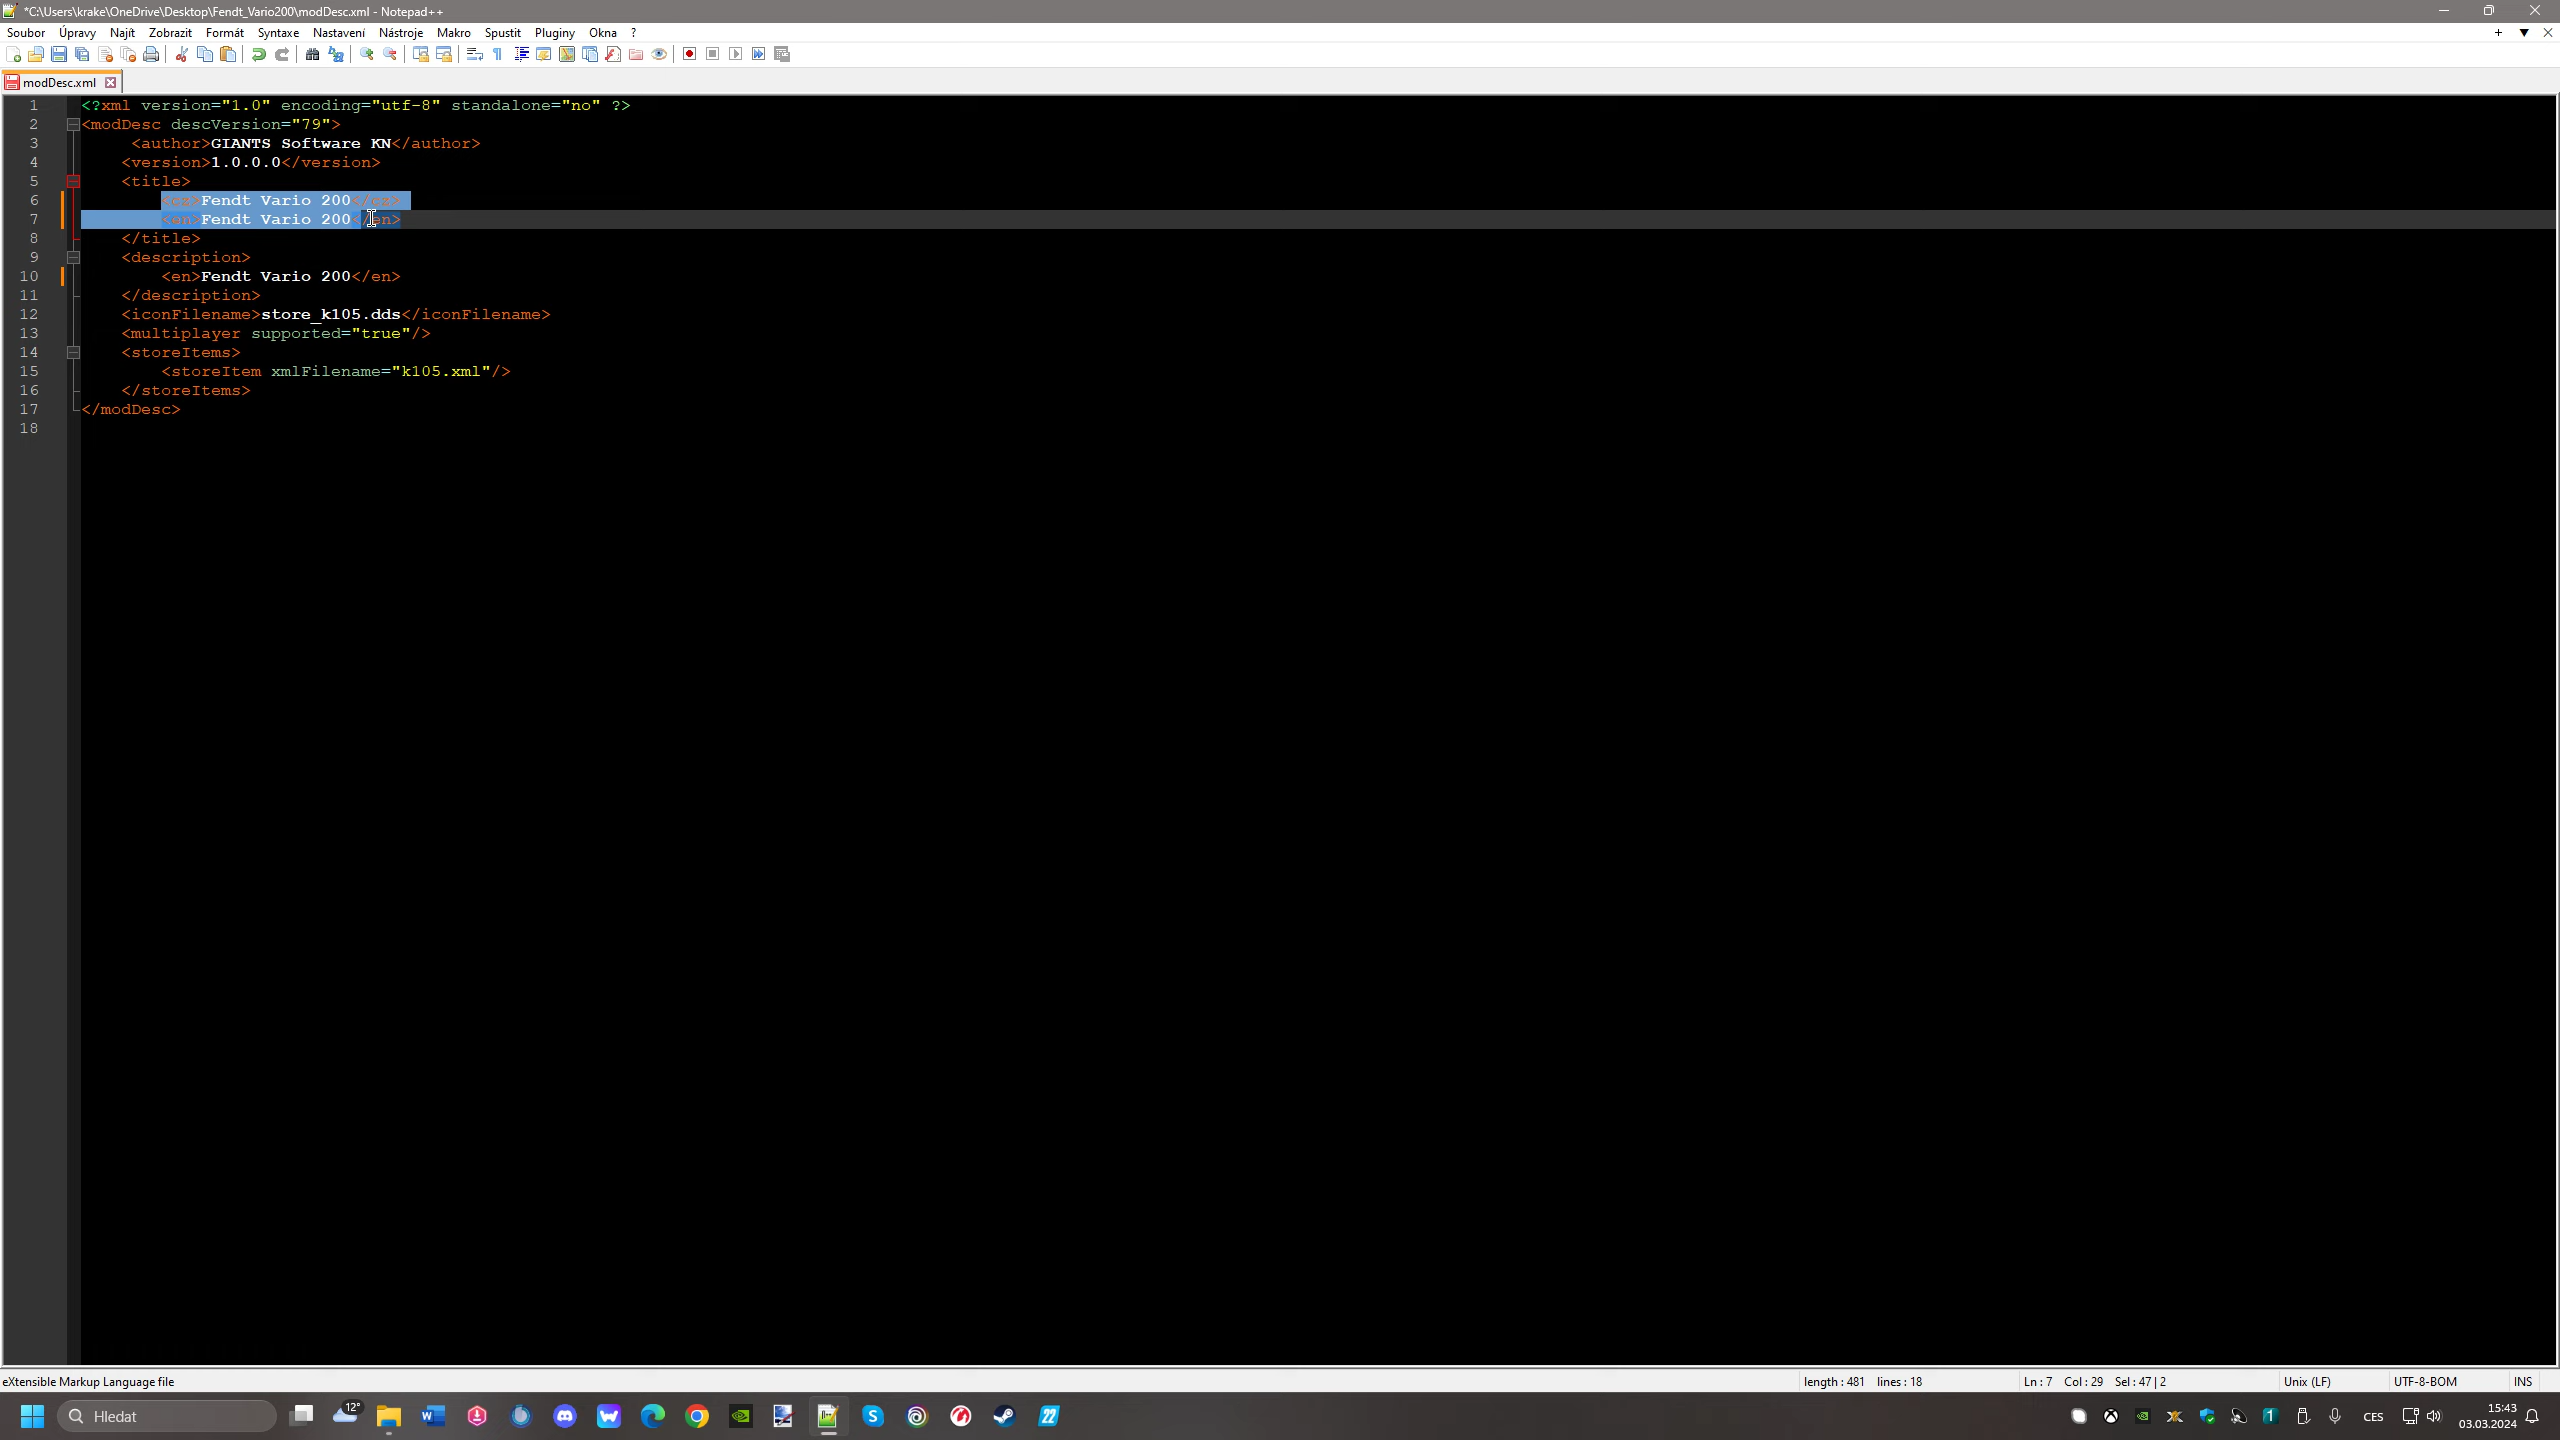 *C:\Users\krake\OneDrive\Desktop\Fendt_Vario200\modDesc.xml - Notepad++
Soubor Úpravy Najít Zobrazit Formát Syntaxe Nastavení Nástroje Makro Spustit Pluginy Okna ?
modDesc.xml
1 <?xml version="1.0" encoding="utf-8" standalone="no" ?>
2 <modDesc descVersion="79">
3 <author>GIANTS Software KN</author>
4 <version>1.0.0.0</version>
5 <title>
6 <cz>Fendt Vario 200</cz>
7 <en>Fendt Vario 200</en>
8 </title>
9 <description>
10 <en>Fendt Vario 200</en>
11 </description>
12 <iconFilename>store_k105.dds</iconFilename>
13 <multiplayer supported="true"/>
14 <storeItems>
15 <storeItem xmlFilename="k105.xml"/>
16 </storeItems>
17 </modDesc>
18
eXtensible Markup Language file length : 481 lines : 18 Ln : 7 Col : 29 Sel : 47 | 2 Unix (LF) UTF-8-BOM INS
Hledat 12° 22 CES 15:43
03.03.2024